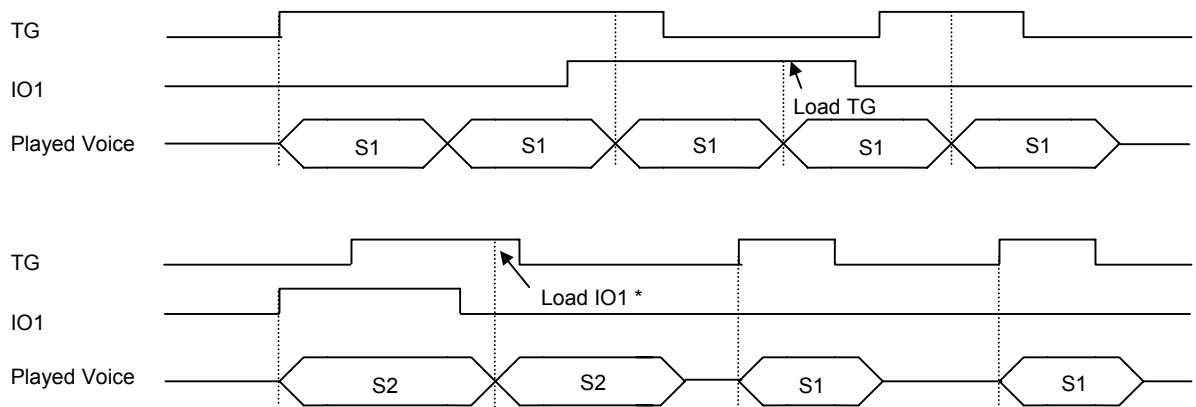 TG
IO1
Load TG
Played Voice S1 S1 S1 S1 S1
TG
Load IO1 *
IO1
Played Voice S2 S2 S1 S1